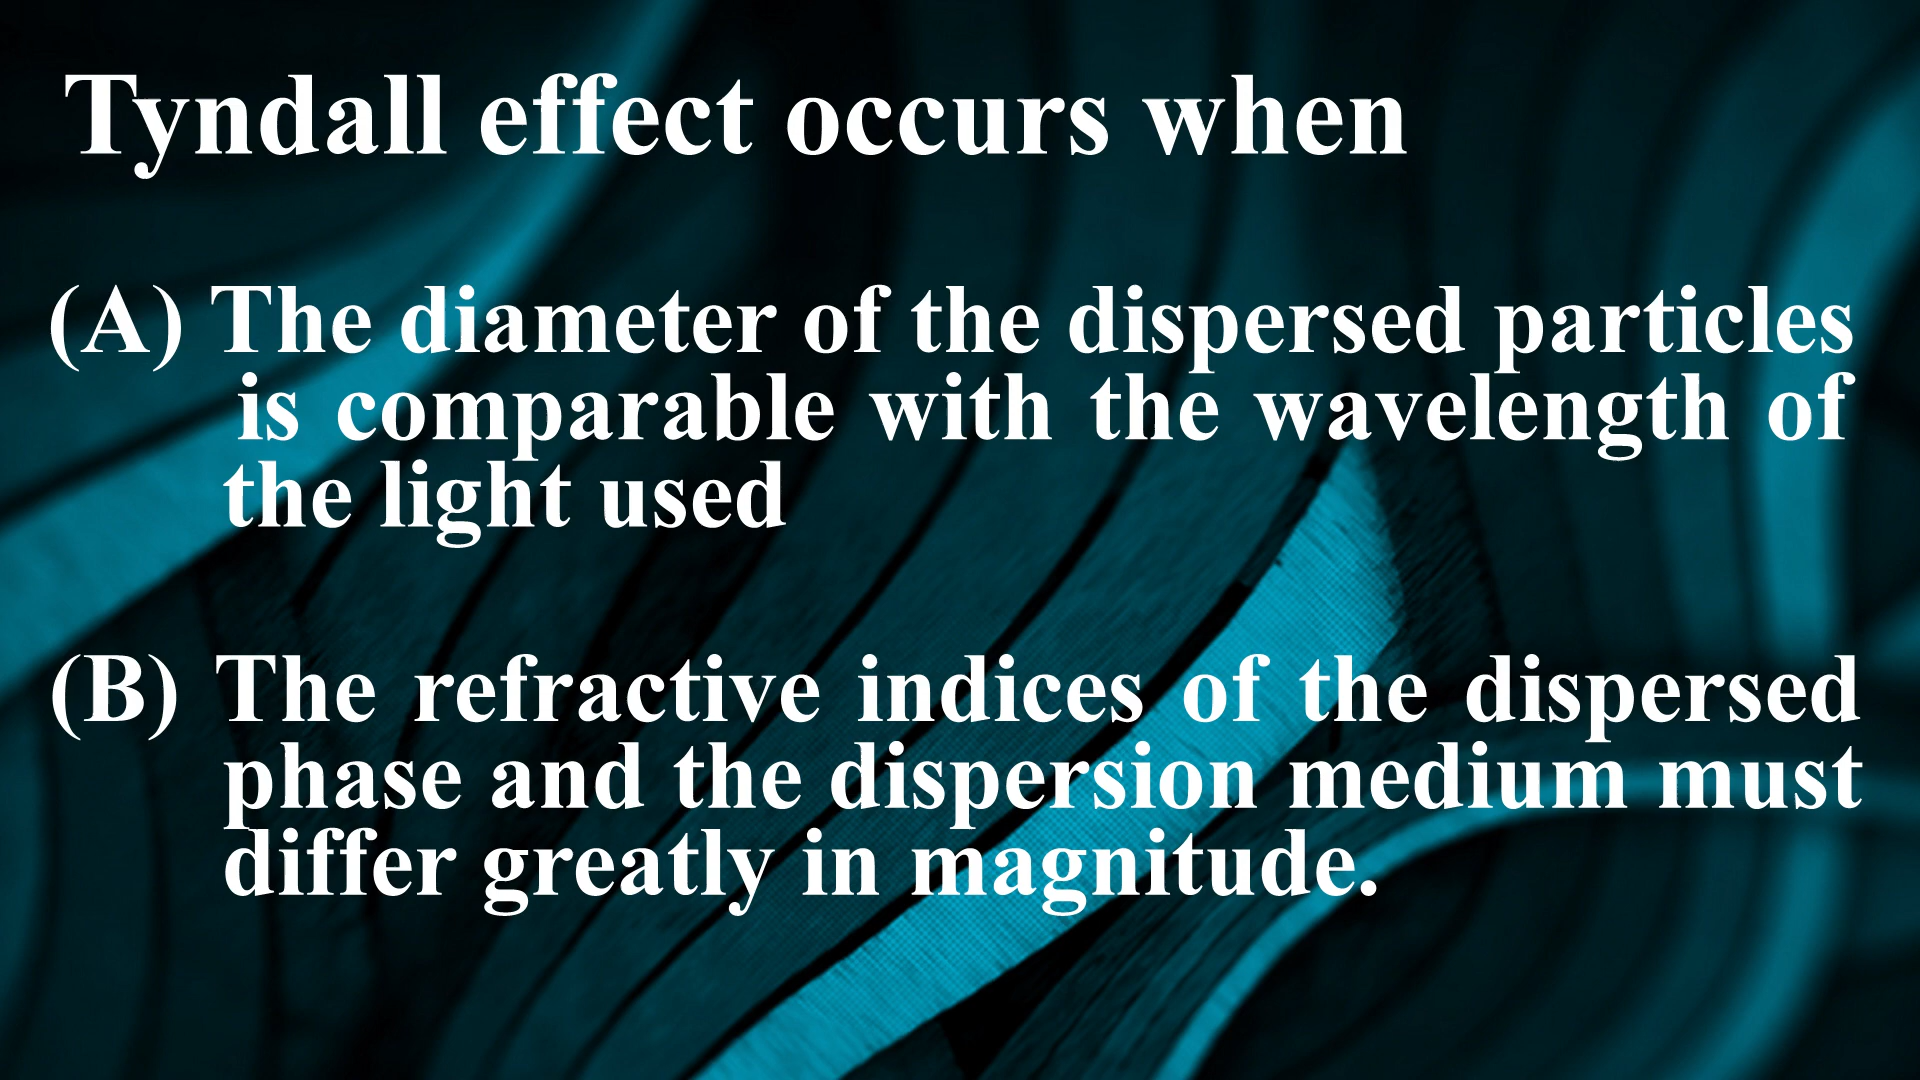 Tyndall effect occurs when
(A) The diameter of the dispersed particles
is comparable with the wavelength of
the light used
(B) The refractive indices of the dispersed
phase and the dispersion medium must
differ greatly in magnitude.